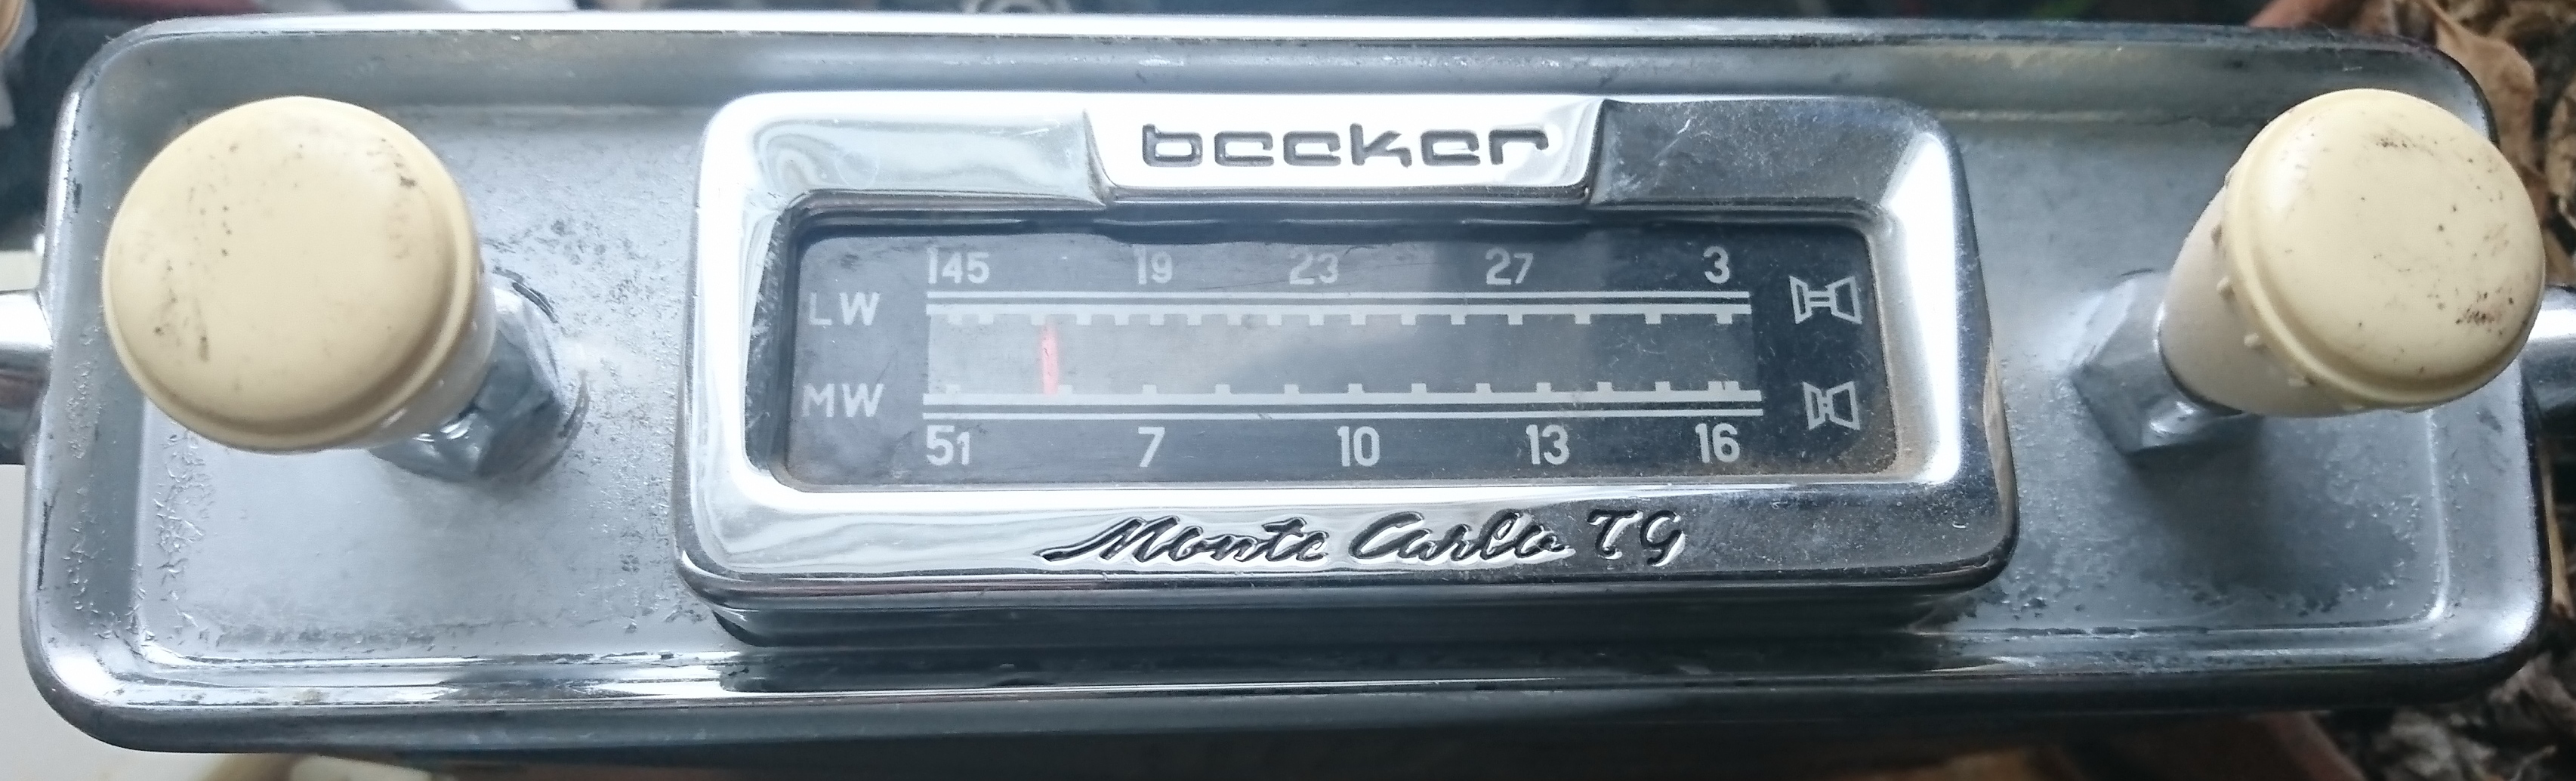 becker
145 19 23 27 3
LW
MW
51 7 10 13 16
Monte Carlo TG